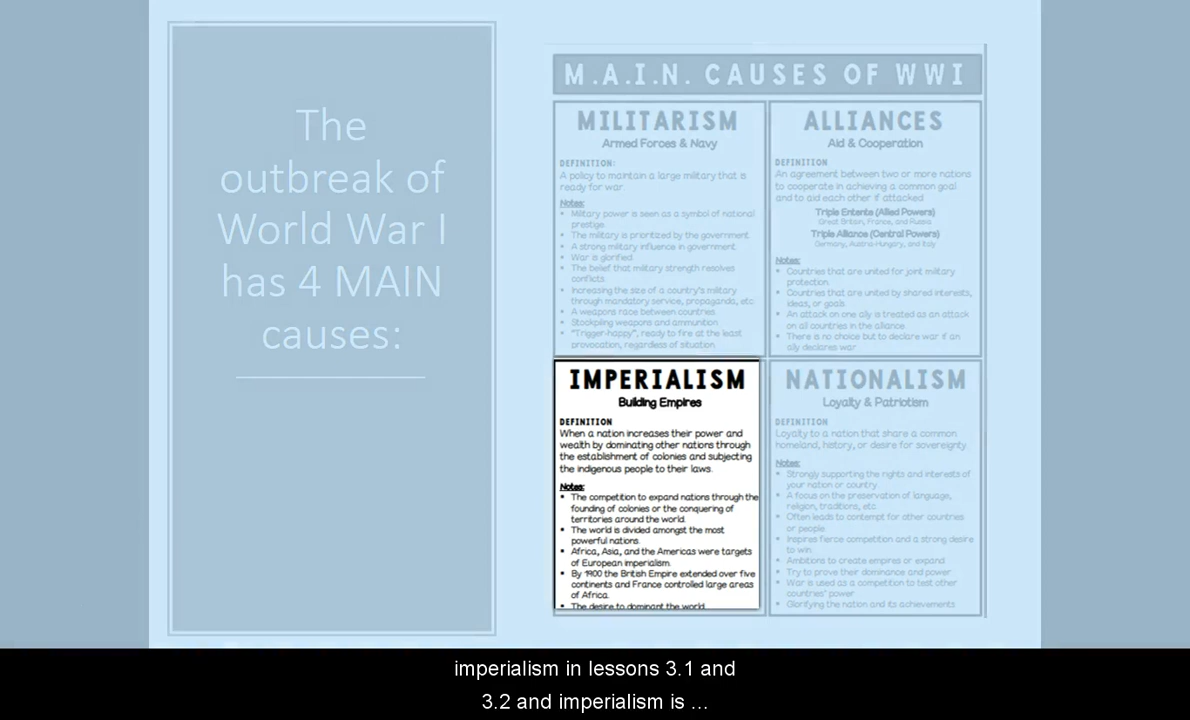 The
outbreak of
World War I
has 4 MAIN
causes:
M.A.I.N. CAUSES OF WWI
MILITARISM
Armed Forces & Navy
DEFINITION:
A policy to maintain a large military that is
ready for war
Notes:
• Military power is seen as a symbol of national
prestige.
• The military is prioritized by the government.
• A strong military influence in government.
• War is glorified.
• The belief that military strength resolves
conflicts.
• Increasing the size of a country's military
through mandatory service, propaganda, etc.
• A weapons race between countries
• Stockpiling weapons and ammunition
• "Trigger-happy", ready to fire at the least
provocation, regardless of situation.
ALLIANCES
Aid & Cooperation
DEFINITION
An agreement between two or more nations
to cooperate in achieving a common goal
and to aid each other if attacked
Triple Entente (Allied Powers)
Great Britain, France, and Russia
Triple Alliance (Central Powers)
Germany, Austria-Hungary, and Italy
Notes:
• Countries that are united for joint military
protection.
• Countries that are united by shared interests,
ideas, or goals.
• An attack on one ally is treated as an attack
on all countries in the alliance.
• There is no choice but to declare war if an
ally declares war
IMPERIALISM
Building Empires
DEFINITION
When a nation increases their power and
wealth by dominating other nations through
the establishment of colonies and subjecting
the indigenous people to their laws.
Notes:
• The competition to expand nations through the
founding of colonies or the conquering of
territories around the world.
• The world is divided amongst the most
powerful nations.
• Africa, Asia, and the Americas were targets
of European imperialism.
• By 1900 the British Empire extended over five
continents and France controlled large areas
of Africa.
• The desire to dominant the world.
NATIONALISM
Loyalty & Patriotism
DEFINITION
Loyalty to a nation that share a common
homeland, history, or desire for sovereignty.
Notes:
• Strongly supporting the rights and interests of
your nation or country.
• A focus on the preservation of language,
religion, traditions, etc.
• Often leads to contempt for other countries
or people
• Inspires fierce competition and a strong desire
to win.
• Ambitions to create empires or expand
• Try to prove their dominance and power
• War is used as a competition to test other
countries' power
• Glorifying the nation and its achievements
imperialism in lessons 3.1 and
3.2 and imperialism is ...